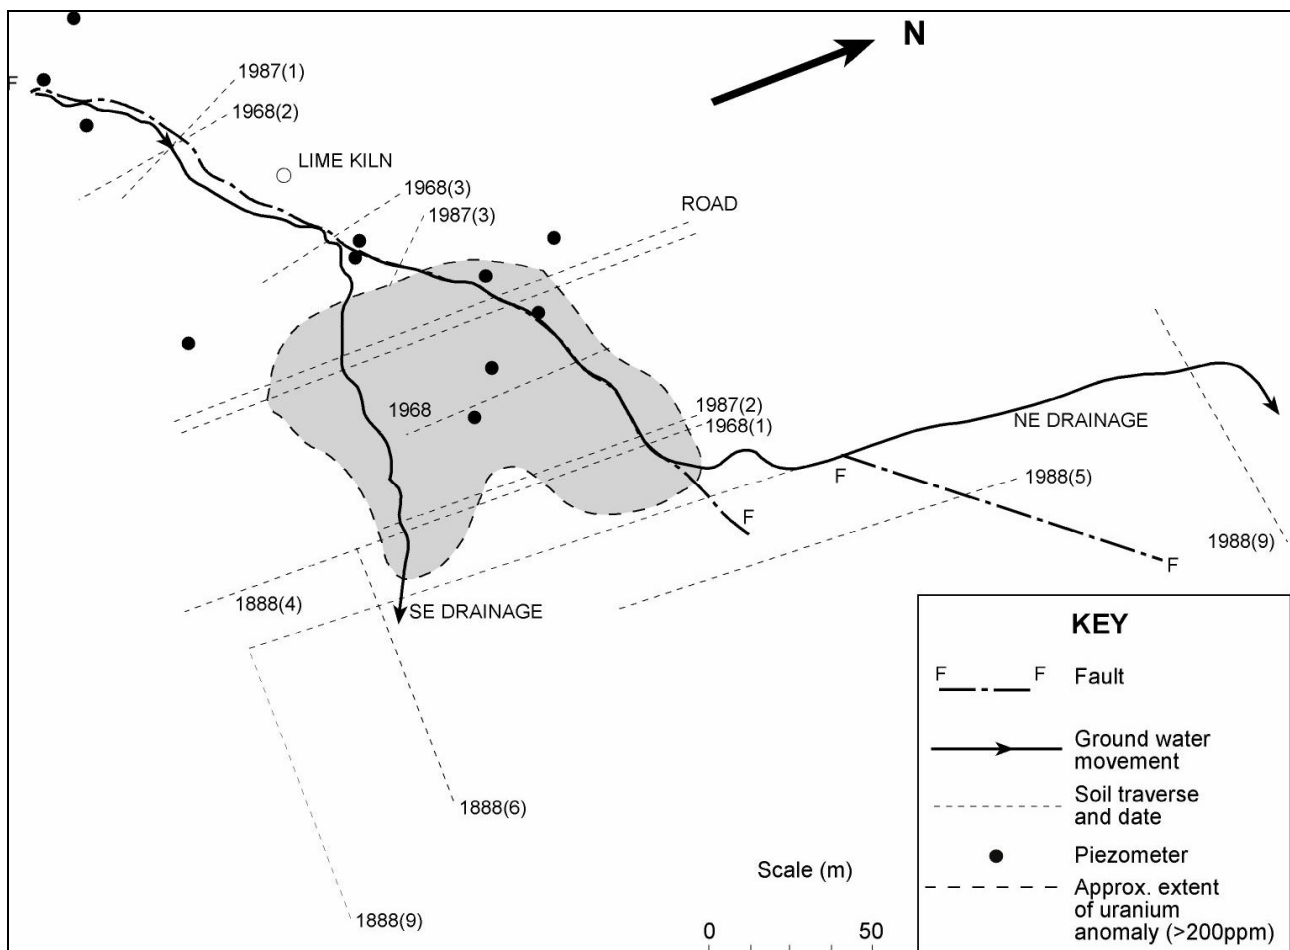 N
F
1987(1)
1968(2)
LIME KILN
1968(3)
1987(3)
ROAD
1968
1987(2)
1968(1)
NE DRAINAGE
F
1988(5)
F
1988(9)
F
1888(4)
SE DRAINAGE
1888(6)
1888(9)
Scale (m)
0 50
KEY
F F Fault
Ground water
movement
Soil traverse
and date
Piezometer
Approx. extent
of uranium
anomaly (>200ppm)